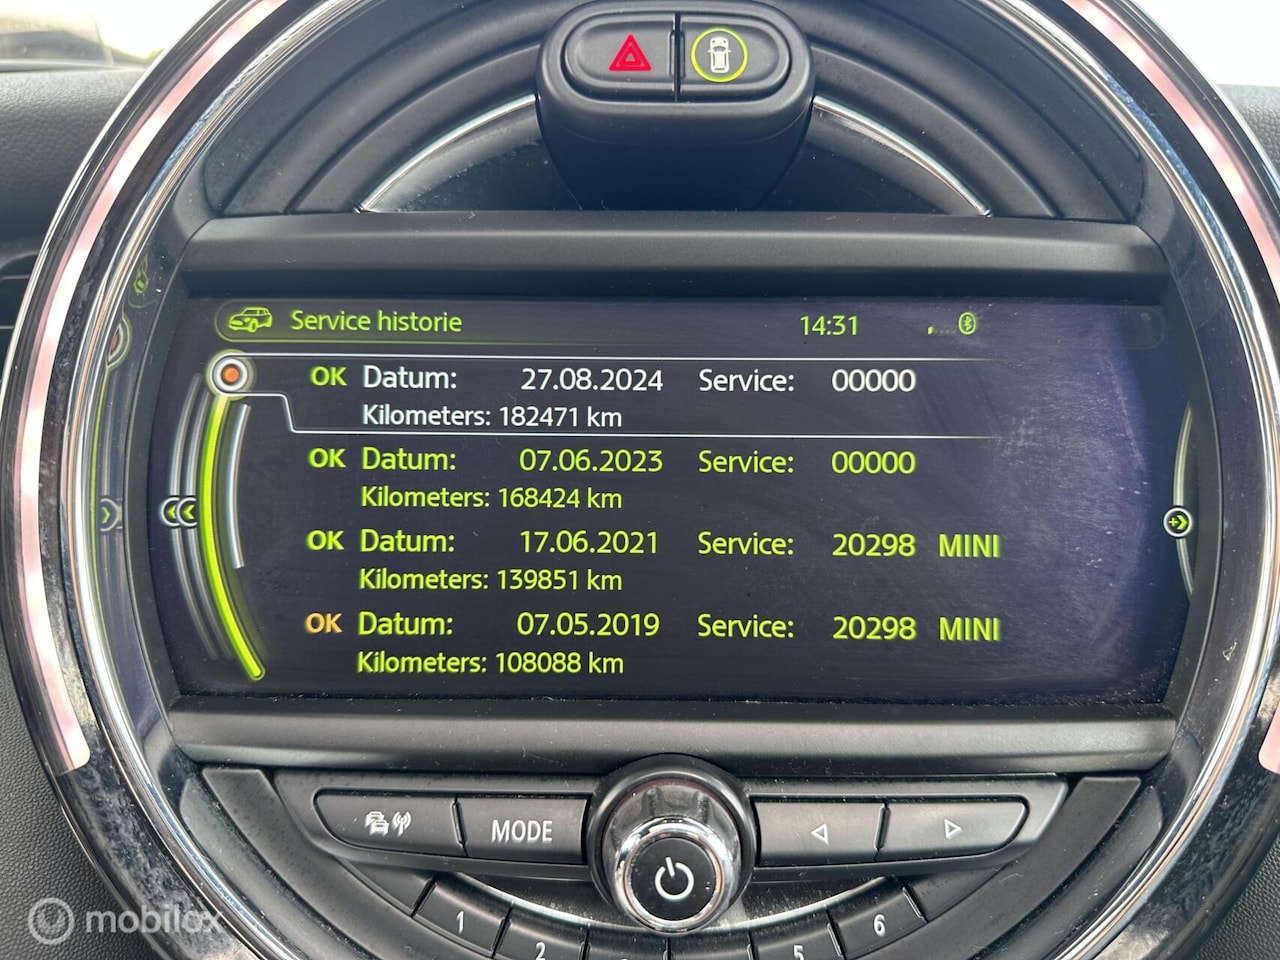 Service historie 14:31
OK Datum: 27.08.2024 Service: 00000
Kilometers: 182471 km
OK Datum: 07.06.2023 Service: 00000
Kilometers: 168424 km
OK Datum: 17.06.2021 Service: 20298 MINI
Kilometers: 139851 km
OK Datum: 07.05.2019 Service: 20298 MINI
Kilometers: 108088 km
MODE
1 2 5 6
mobilox